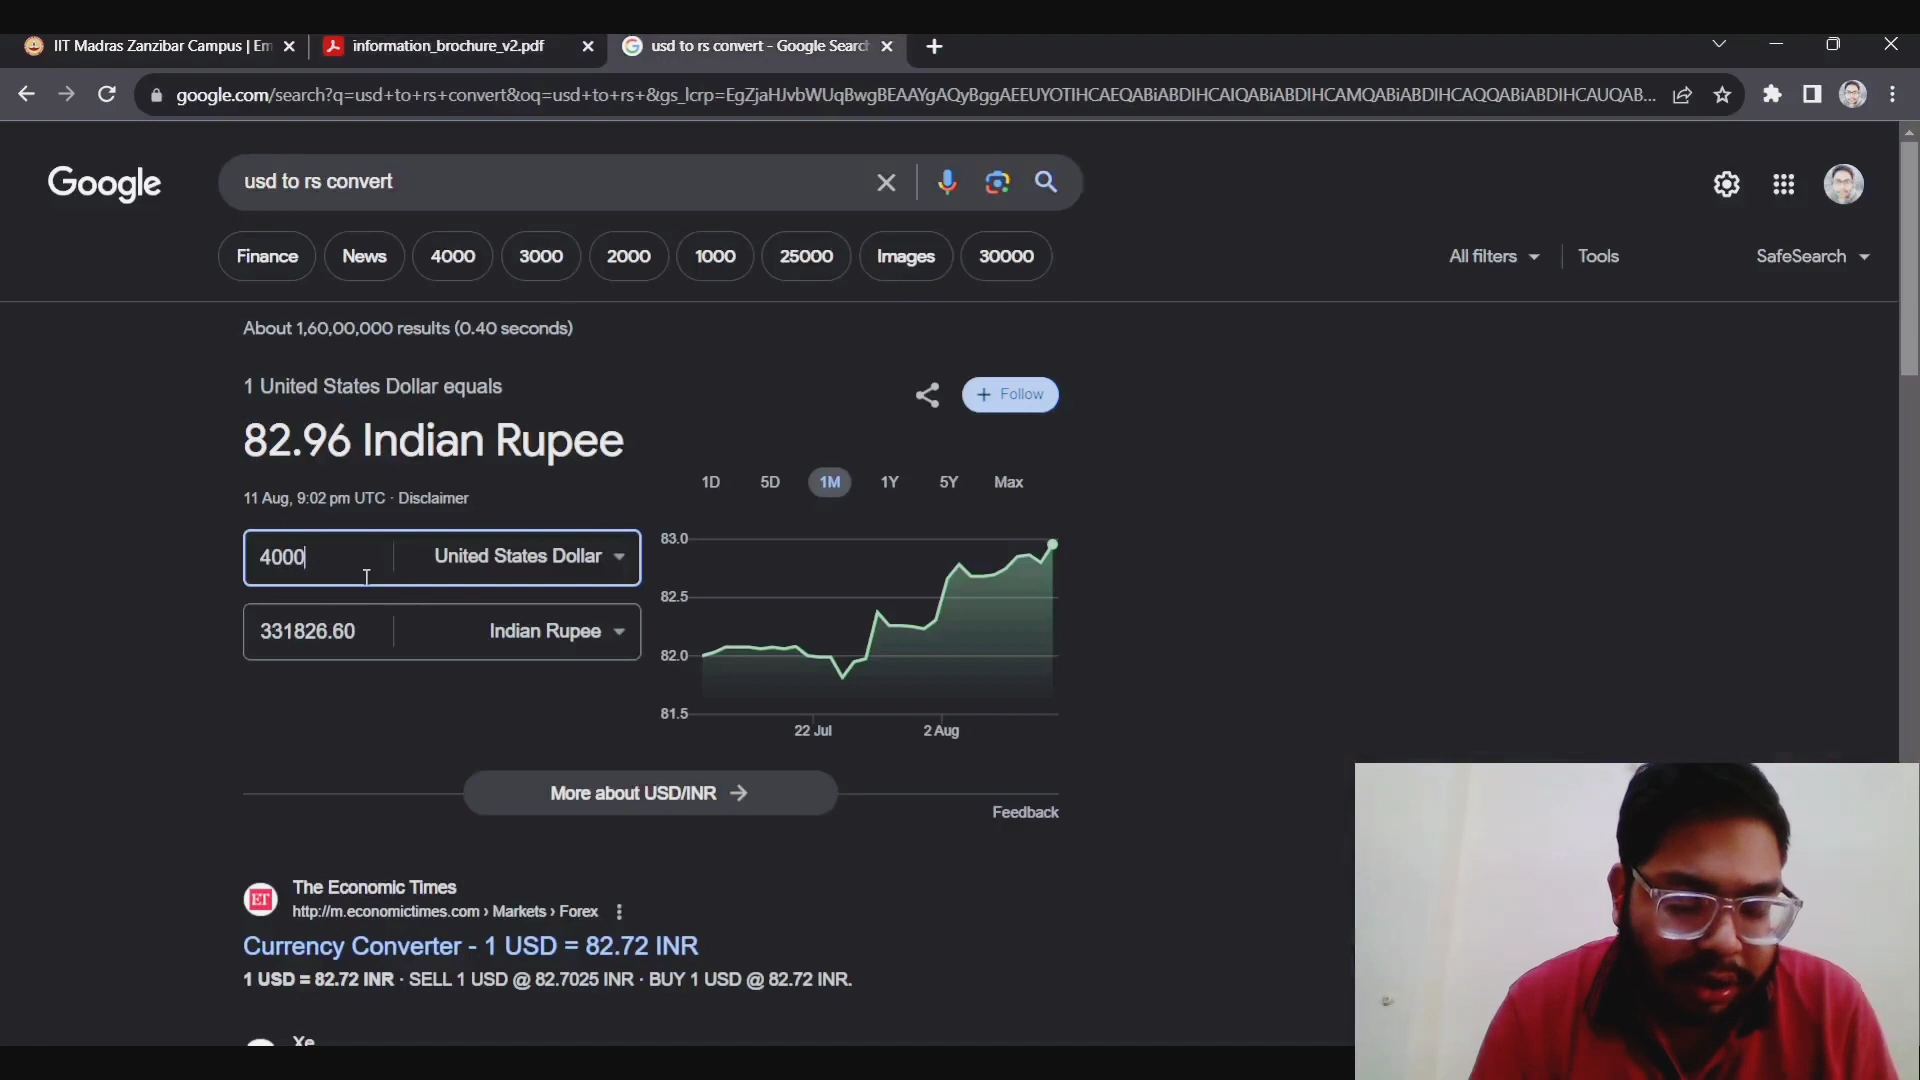 IIT Madras Zanzibar Campus | Em
information_brochure_v2.pdf
usd to rs convert - Google Search
google.com/search?q=usd+to+rs+convert&oq=usd+to+rs+&gs_lcrp=EgZjaHJvbWUqBwgBEAAYgAQyBggAEEUYOTIHCAEQABiABDIHCAIQABiABDIHCAMQABiABDIHCAQQABiABDIHCAUQAB...
Google
usd to rs convert
Finance
News
4000
3000
2000
1000
25000
Images
30000
All filters
Tools
SafeSearch
About 1,60,00,000 results (0.40 seconds)
1 United States Dollar equals
Follow
82.96 Indian Rupee
11 Aug, 9:02 pm UTC · Disclaimer
1D 5D 1M 1Y 5Y Max
4000 United States Dollar
331826.60 Indian Rupee
83.0
82.5
82.0
81.5
22 Jul 2 Aug
More about USD/INR
Feedback
ET
The Economic Times
http://m.economictimes.com › Markets › Forex
Currency Converter - 1 USD = 82.72 INR
1 USD = 82.72 INR · SELL 1 USD @ 82.7025 INR · BUY 1 USD @ 82.72 INR.
Xe